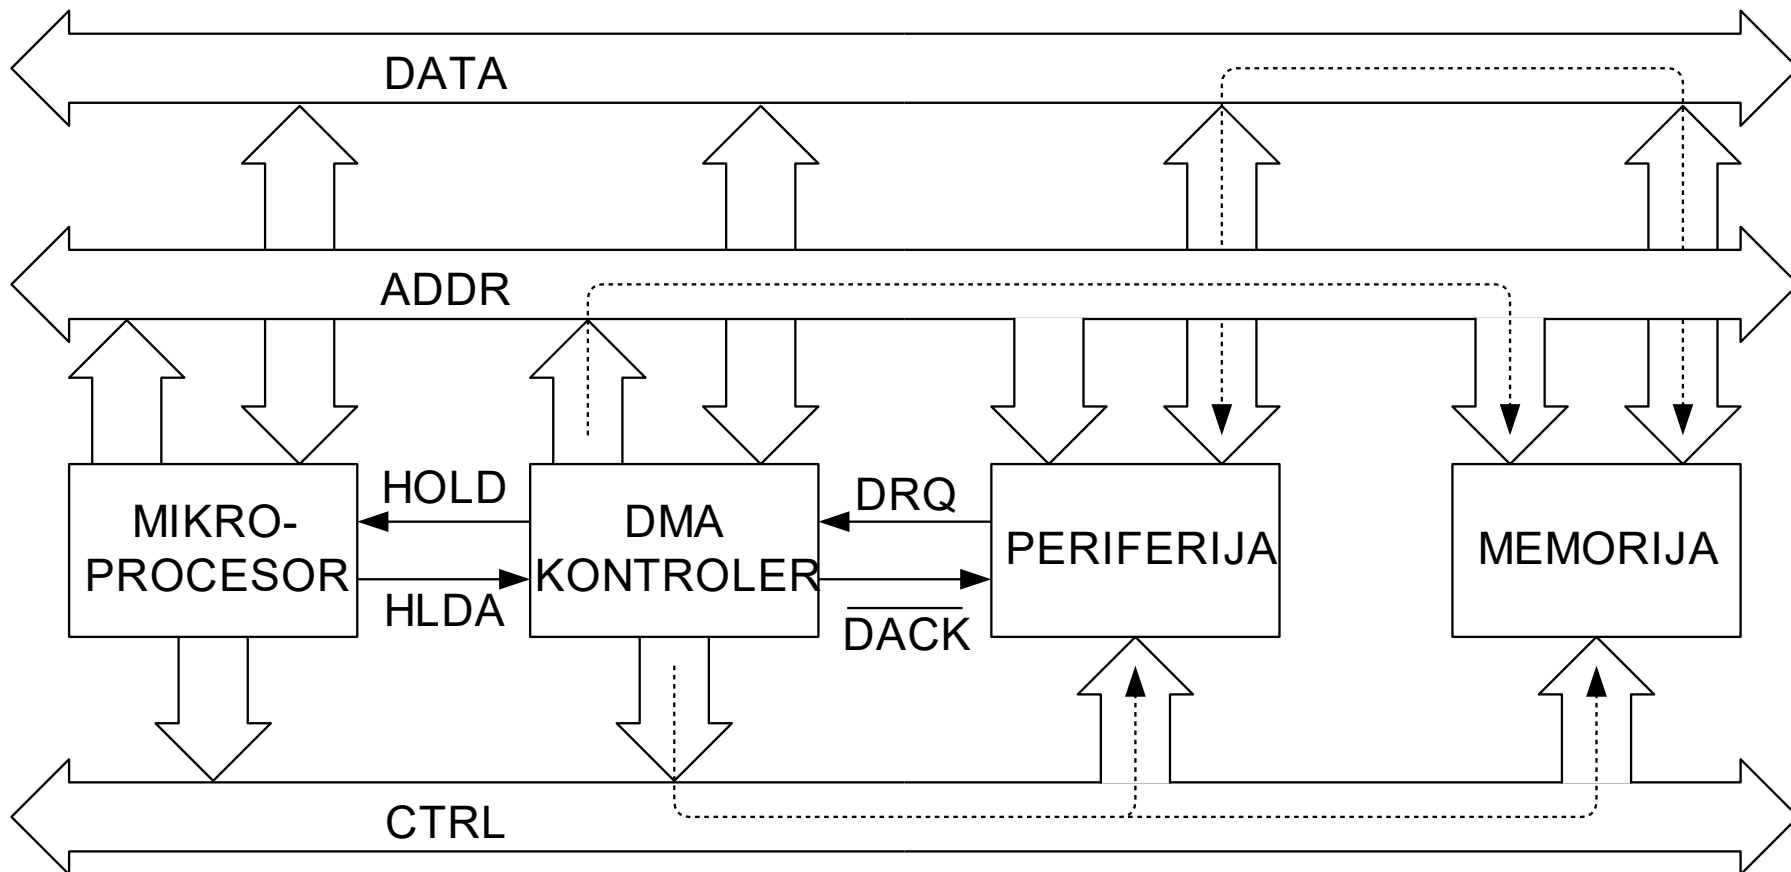 DATA
ADDR
HOLD
DRQ
MIKRO-
PROCESOR
DMA
KONTROLER
PERIFERIJA
MEMORIJA
HLDA
DACK
CTRL